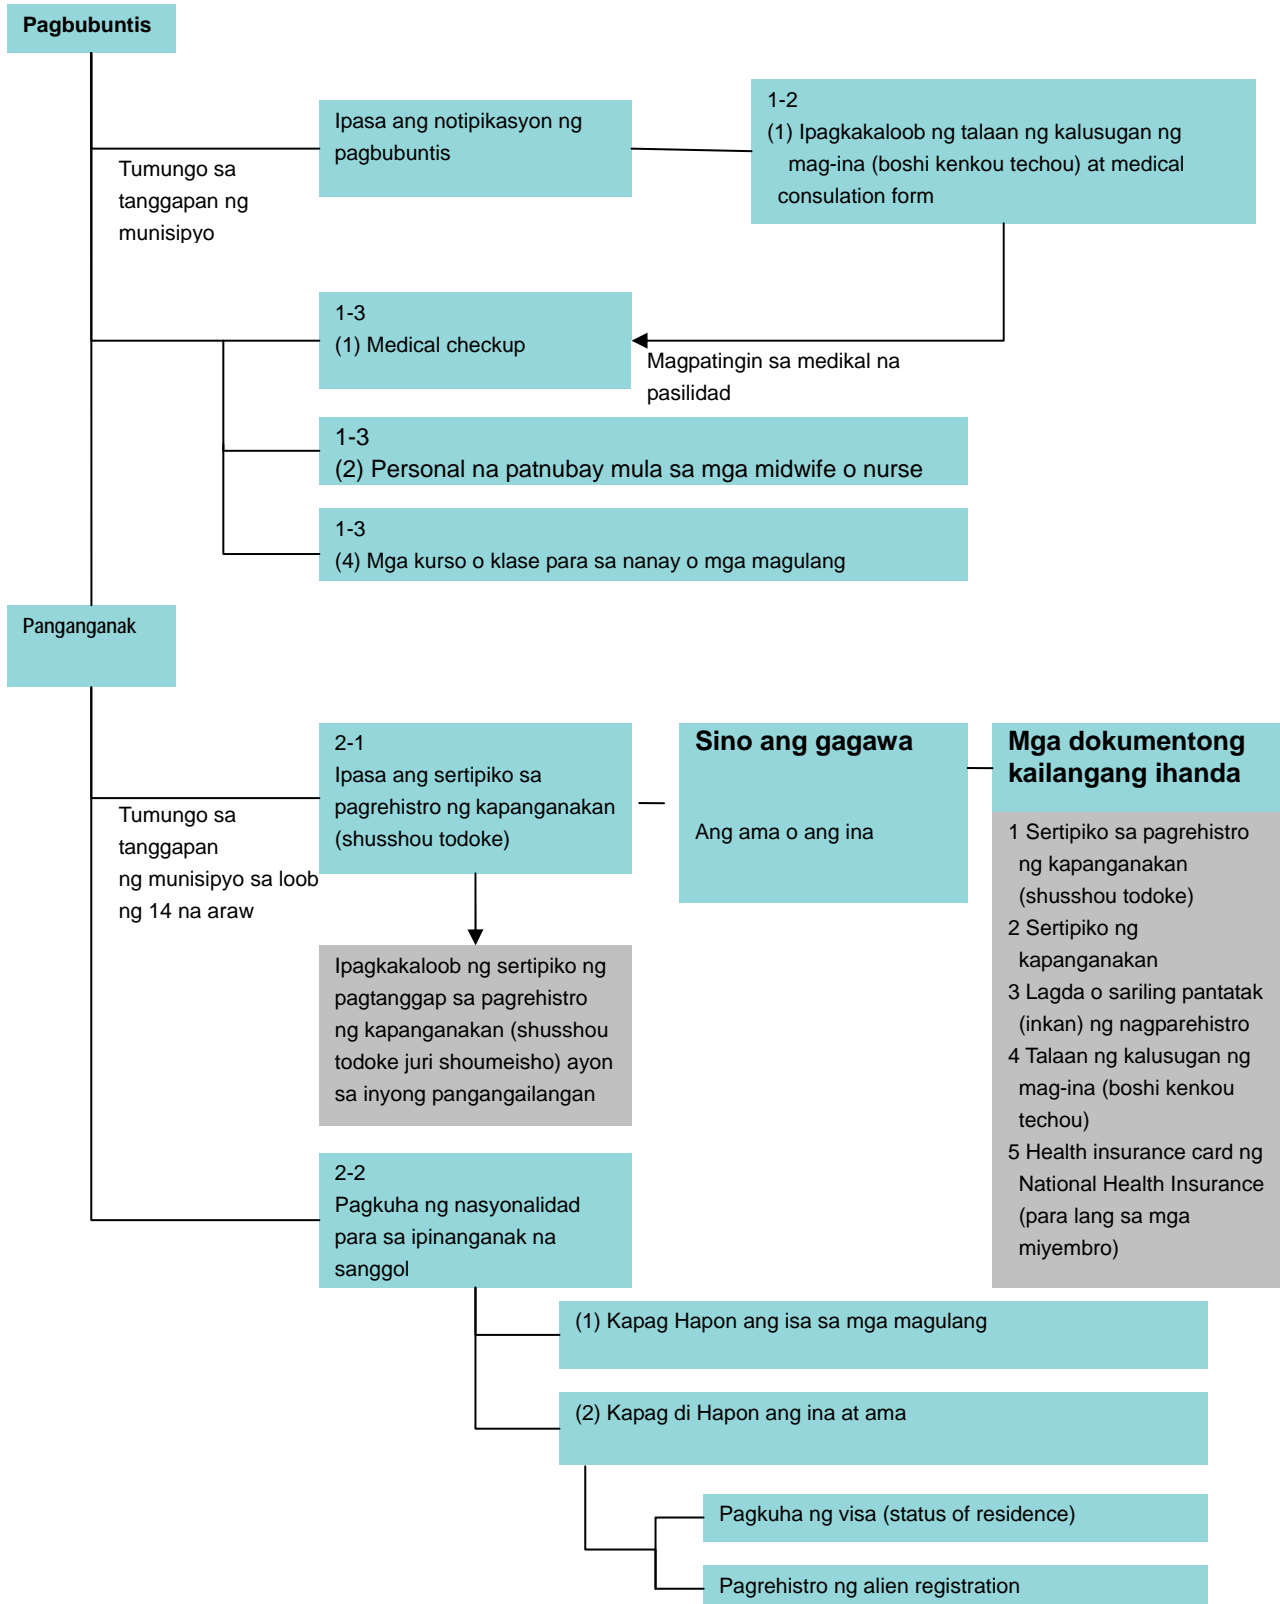 Pagbubuntis
Ipasa ang notipikasyon ng
pagbubuntis
1-2
(1) Ipagkakaloob ng talaan ng kalusugan ng
mag-ina (boshi kenkou techou) at medical
consulation form
Tumungo sa
tanggapan ng
munisipyo
1-3
(1) Medical checkup
Magpatingin sa medikal na
pasilidad
1-3
(2) Personal na patnubay mula sa mga midwife o nurse
1-3
(4) Mga kurso o klase para sa nanay o mga magulang
Panganganak
Tumungo sa
tanggapan
ng munisipyo sa loob
ng 14 na araw
2-1
Ipasa ang sertipiko sa
pagrehistro ng kapanganakan
(shusshou todoke)
Sino ang gagawa
Ang ama o ang ina
Mga dokumentong
kailangang ihanda
1 Sertipiko sa pagrehistro
ng kapanganakan
(shusshou todoke)
2 Sertipiko ng
kapanganakan
3 Lagda o sariling pantatak
(inkan) ng nagparehistro
4 Talaan ng kalusugan ng
mag-ina (boshi kenkou
techou)
5 Health insurance card ng
National Health Insurance
(para lang sa mga
miyembro)
Ipagkakaloob ng sertipiko ng
pagtanggap sa pagrehistro
ng kapanganakan (shusshou
todoke juri shoumeisho) ayon
sa inyong pangangailangan
2-2
Pagkuha ng nasyonalidad
para sa ipinanganak na
sanggol
(1) Kapag Hapon ang isa sa mga magulang
(2) Kapag di Hapon ang ina at ama
Pagkuha ng visa (status of residence)
Pagrehistro ng alien registration